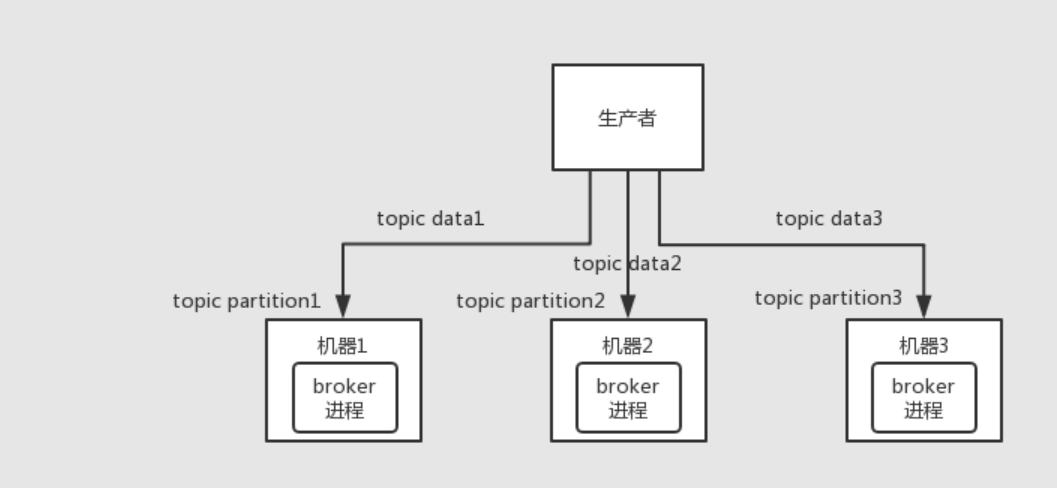 生产者
topic data1
topic data3
topic data2
topic partition1
topic partition2
topic partition3
机器1
broker
进程
机器2
broker
进程
机器3
broker
进程